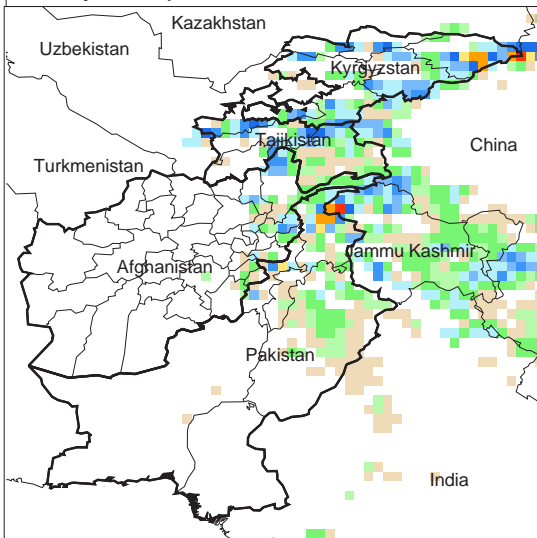 Kazakhstan
Uzbekistan
Kyrgyzstan
Tajikistan
China
Turkmenistan
Jammu Kashmir
Afghanistan
Pakistan
India